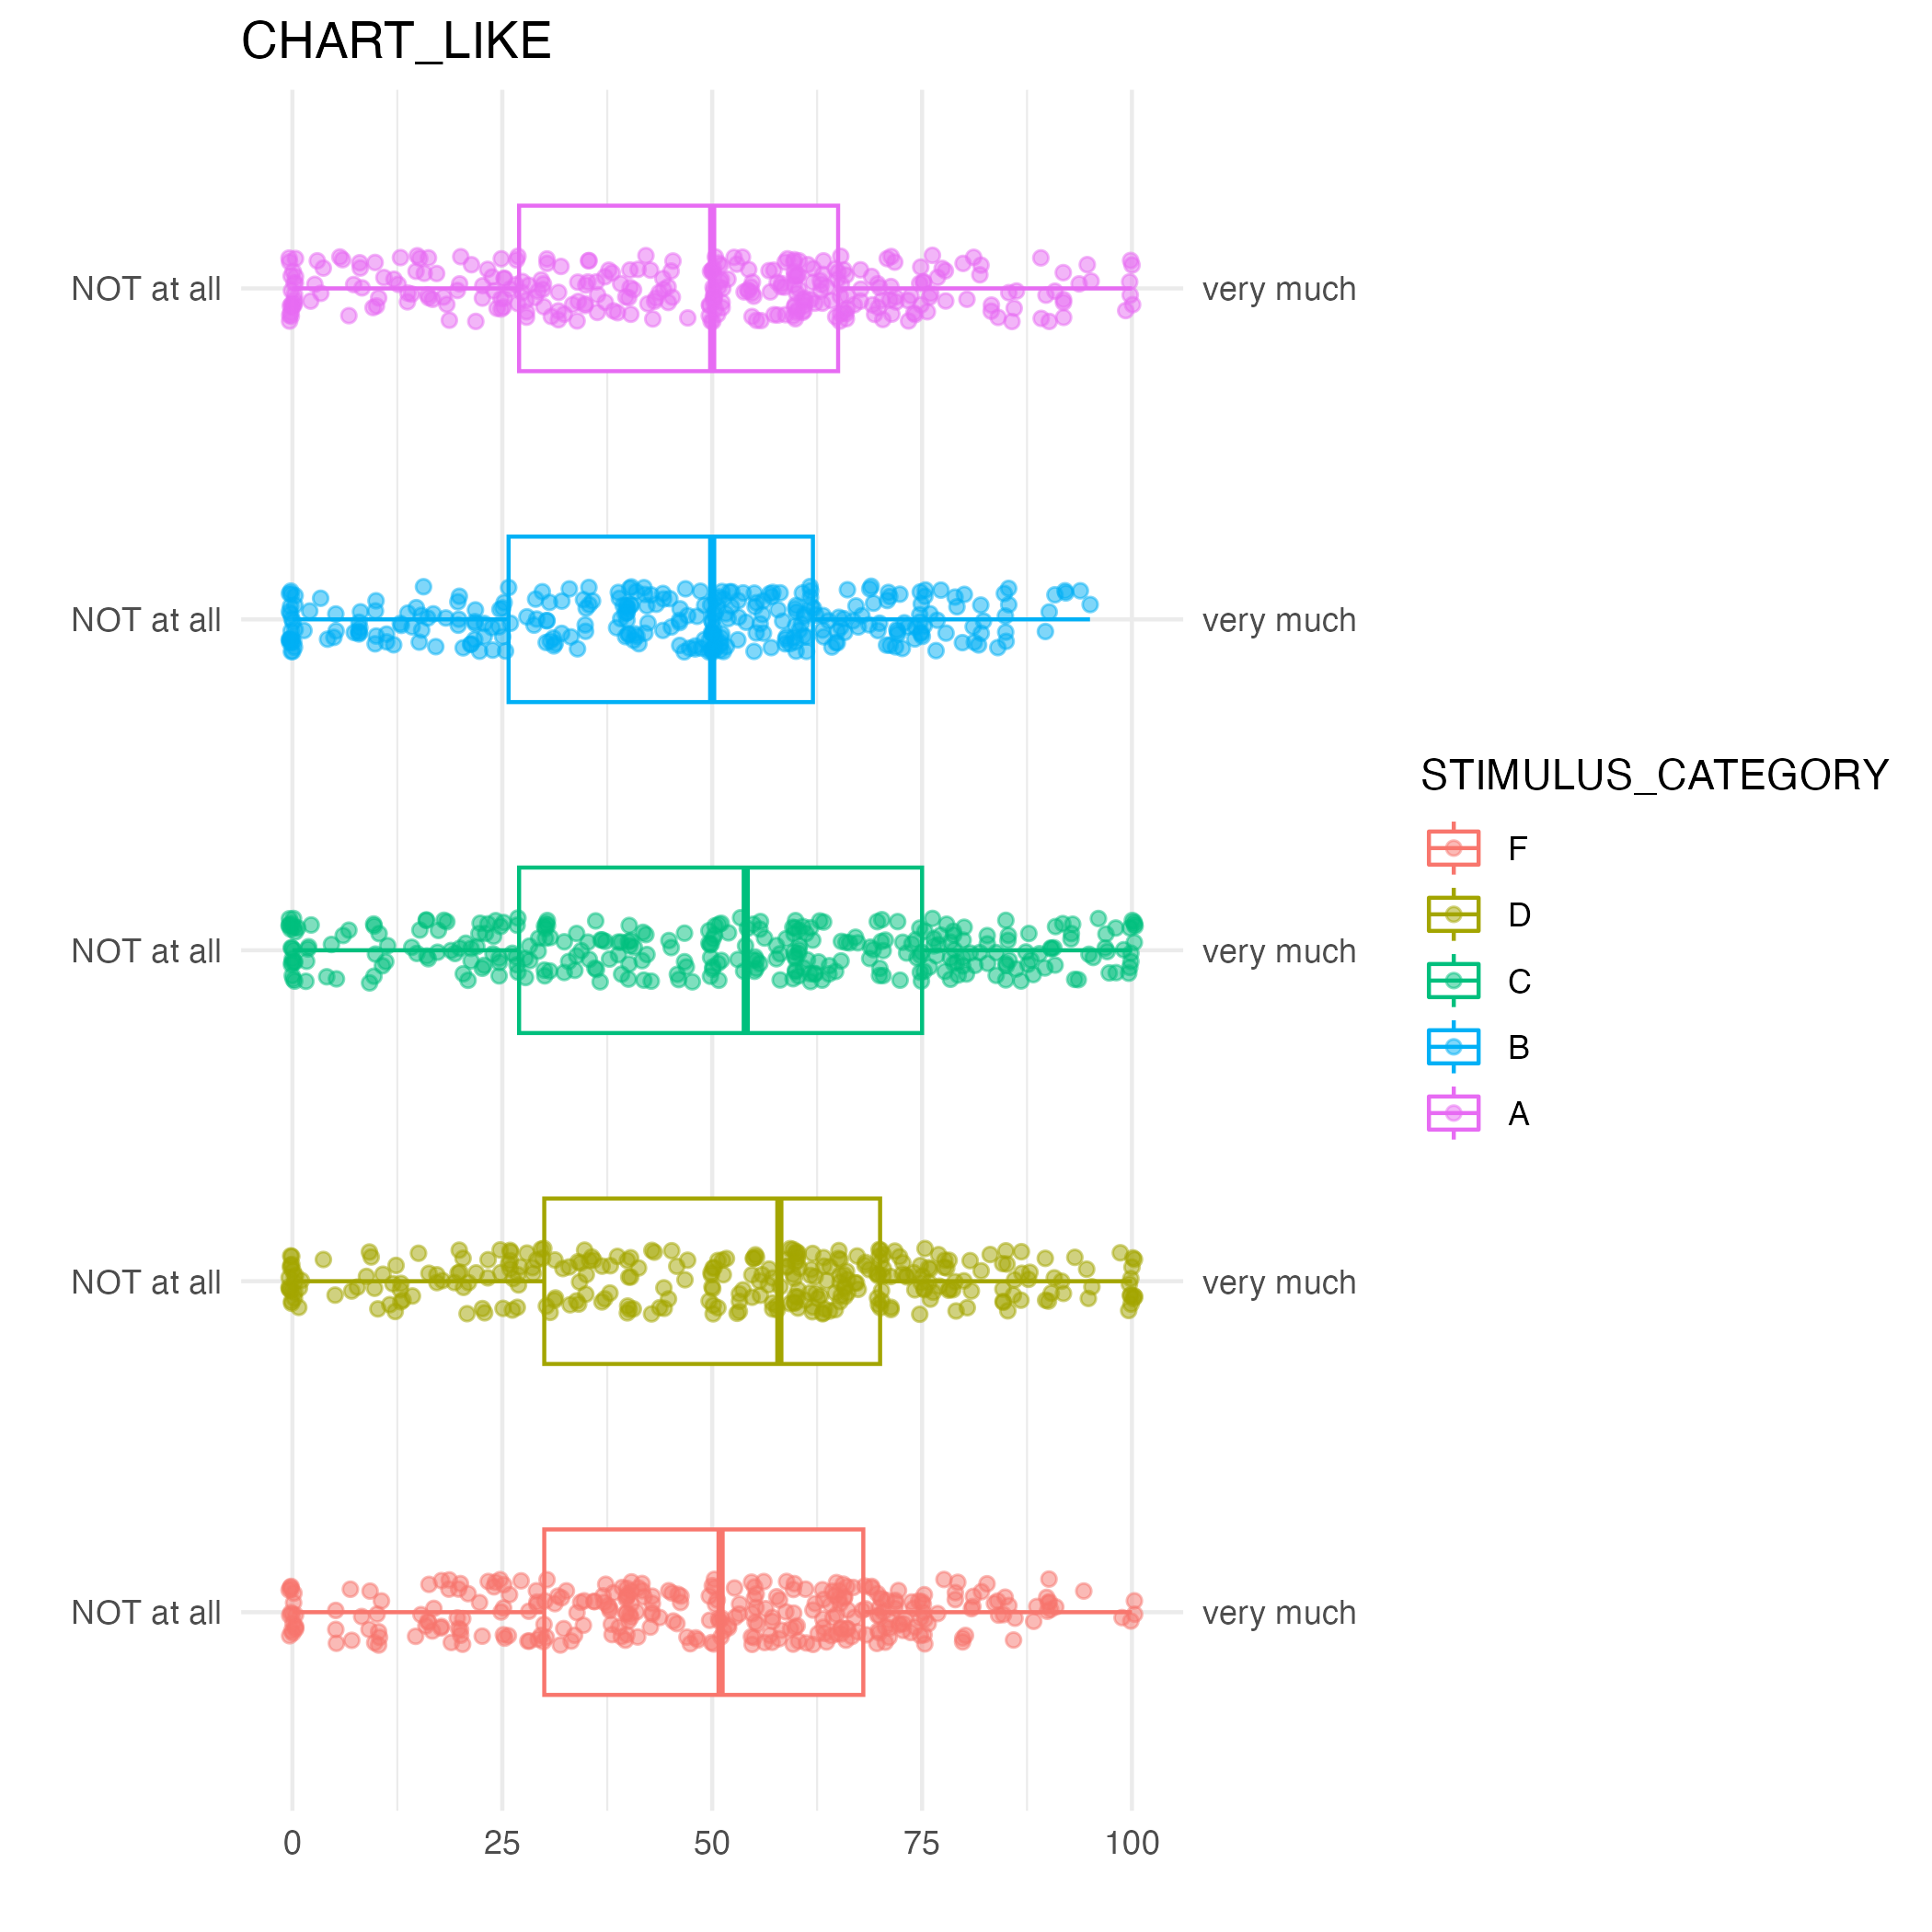 CHART_LIKE
NOT at all very much
NOT at all very much
NOT at all very much
NOT at all very much
NOT at all very much
0 25 50 75 100
STIMULUS_CATEGORY
F
D
C
B
A